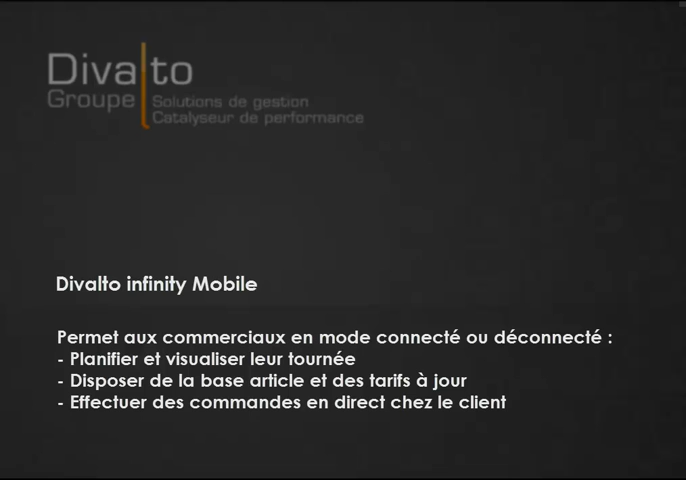 Divalto
Groupe
Solutions de gestion
Catalyseur de performance
Divalto infinity Mobile
Permet aux commerciaux en mode connecté ou déconnecté :
- Planifier et visualiser leur tournée
- Disposer de la base article et des tarifs à jour
- Effectuer des commandes en direct chez le client